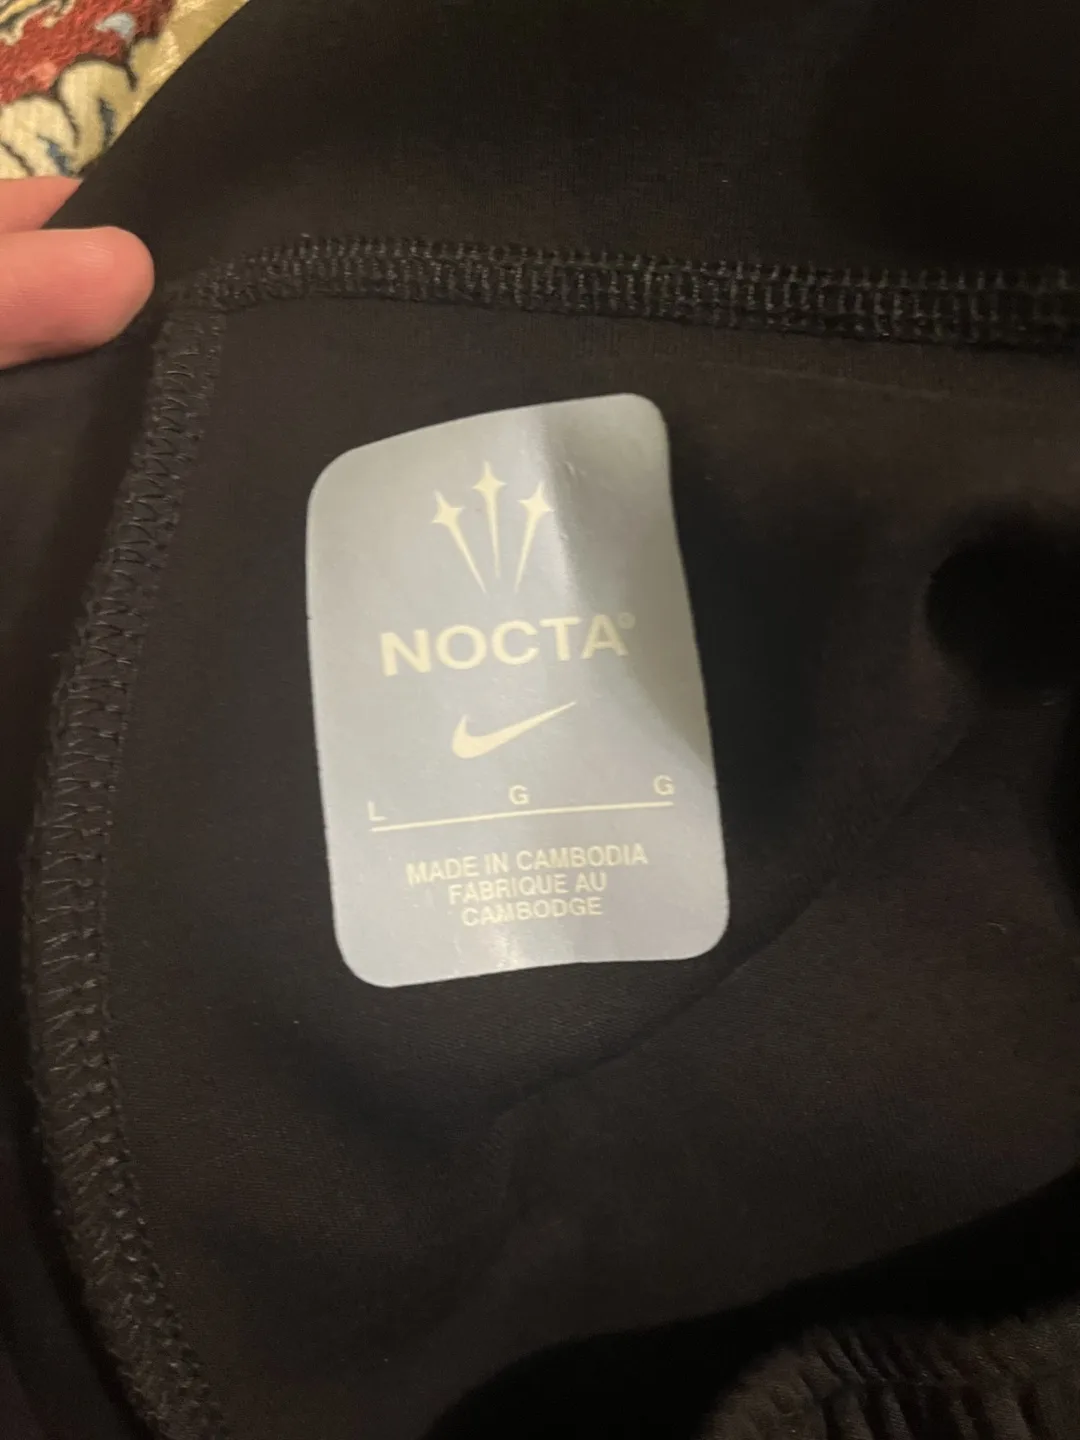 NOCTA®
L G G
MADE IN CAMBODIA
FABRIQUE AU
CAMBODGE